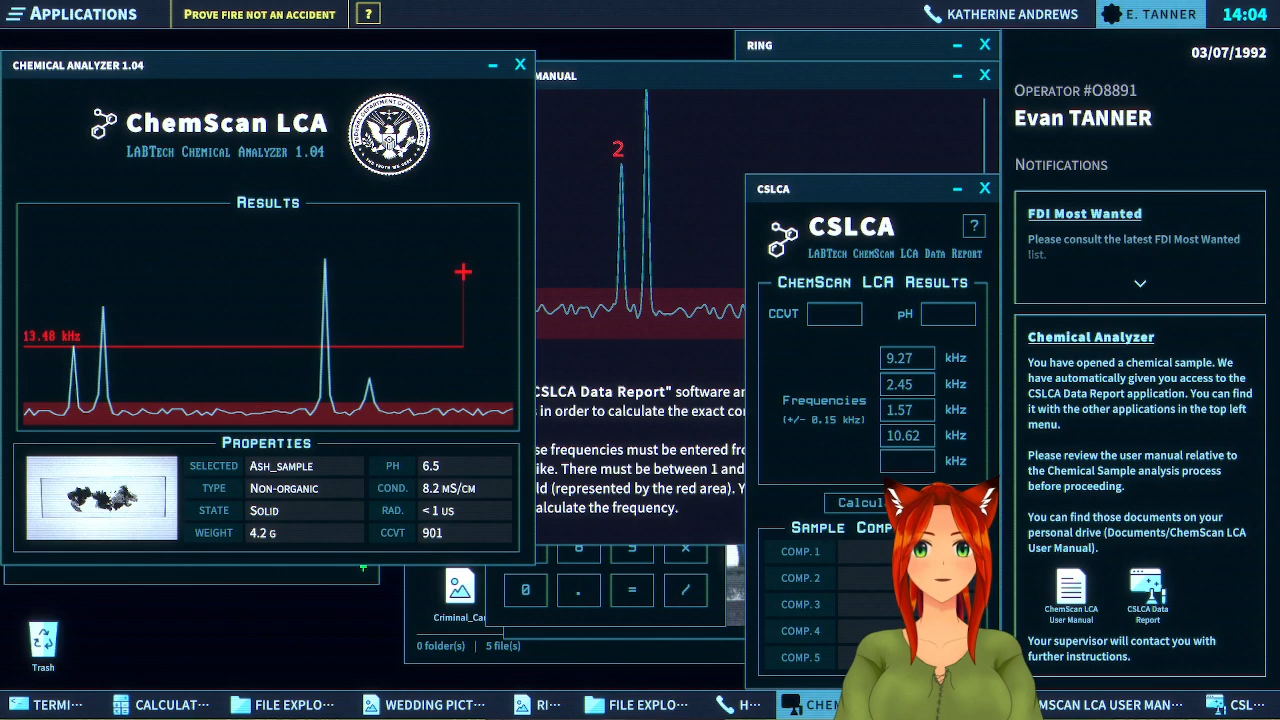 APPLICATIONS
PROVE FIRE NOT AN ACCIDENT
?
KATHERINE ANDREWS
E. TANNER
14:04
CHEMICAL ANALYZER 1.04
ChemScan LCA
LABTech Chemical Analyzer 1.04
RESULTS
13.48 kHz
PROPERTIES
SELECTED ASH_SAMPLE PH 6.5
TYPE NON-ORGANIC COND. 8.2 MS/CM
STATE SOLID RAD. < 1 US
WEIGHT 4.2 G CCVT 901
RING
MANUAL
2
CSLCA Data Report" software
in order to calculate the exact
se frequencies must be entered
ike. There must be between 1 and
ld (represented by the red area).
alculate the frequency.
0 . = /
Criminal_Ca
0 folder(s) | 5 file(s)
CSLCA
CSLCA
?
LABTech ChemScan LCA Data Report
ChemScan LCA Results
CCVT pH
9.27 kHz
2.45 kHz
Frequencies
(+/- 0.15 kHz)
1.57 kHz
10.62 kHz
kHz
Calcul
SAMPLE COMP
COMP. 1
COMP. 2
COMP. 3
COMP. 4
COMP. 5
03/07/1992
OPERATOR #O8891
Evan TANNER
NOTIFICATIONS
FDI Most Wanted
Please consult the latest FDI Most Wanted
list.
Chemical Analyzer
You have opened a chemical sample. We
have automatically given you access to the
CSLCA Data Report application. You can find
it with the other applications in the top left
menu.
Please review the user manual relative to
the Chemical Sample analysis process
before proceeding.
You can find those documents on your
personal drive (Documents/ChemScan LCA
User Manual).
ChemScan LCA
User Manual
CSLCA Data
Report
Your supervisor will contact you with
further instructions.
Trash
TERMI···
CALCULAT···
FILE EXPLO···
WEDDING PICT···
RI···
FILE EXPLO···
H···
CHEM
MSCAN LCA USER MAN···
CSL···